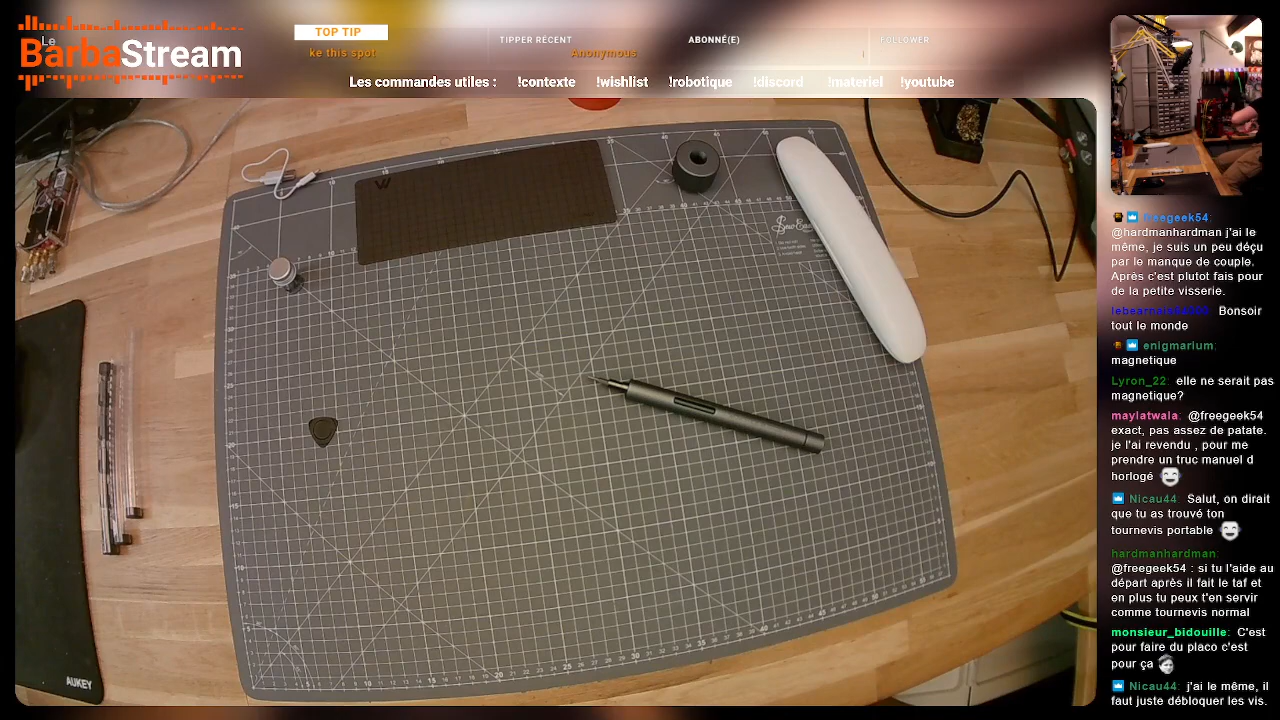 Le
BarbaStream
TOP TIP
ke this spot
TIPPER RÉCENT
Anonymous
ABONNÉ(E)
FOLLOWER
Les commandes utiles : !contexte !wishlist !robotique !discord !materiel !youtube
freegeek54:
@hardmanhardman j'ai le
même, je suis un peu déçu
par le manque de couple.
Après c'est plutot fais pour
de la petite visserie.
Bonsoir
tout le monde
enigmarium:
magnetique
Lyron_22: elle ne serait pas
magnetique?
maylatwala: @freegeek54
exact, pas assez de patate.
je l'ai revendu , pour me
prendre un truc manuel d
horlogé
Nicau44: Salut, on dirait
que tu as trouvé ton
tournevis portable
hardmanhardman:
@freegeek54 : si tu l'aide au
départ après il fait le taf et
en plus tu peux t'en servir
comme tournevis normal
monsieur_bidouille: C'est
pour faire du placo c'est
pour ça
Nicau44: j'ai le même, il
faut juste débloquer les vis.
W
AUKEY